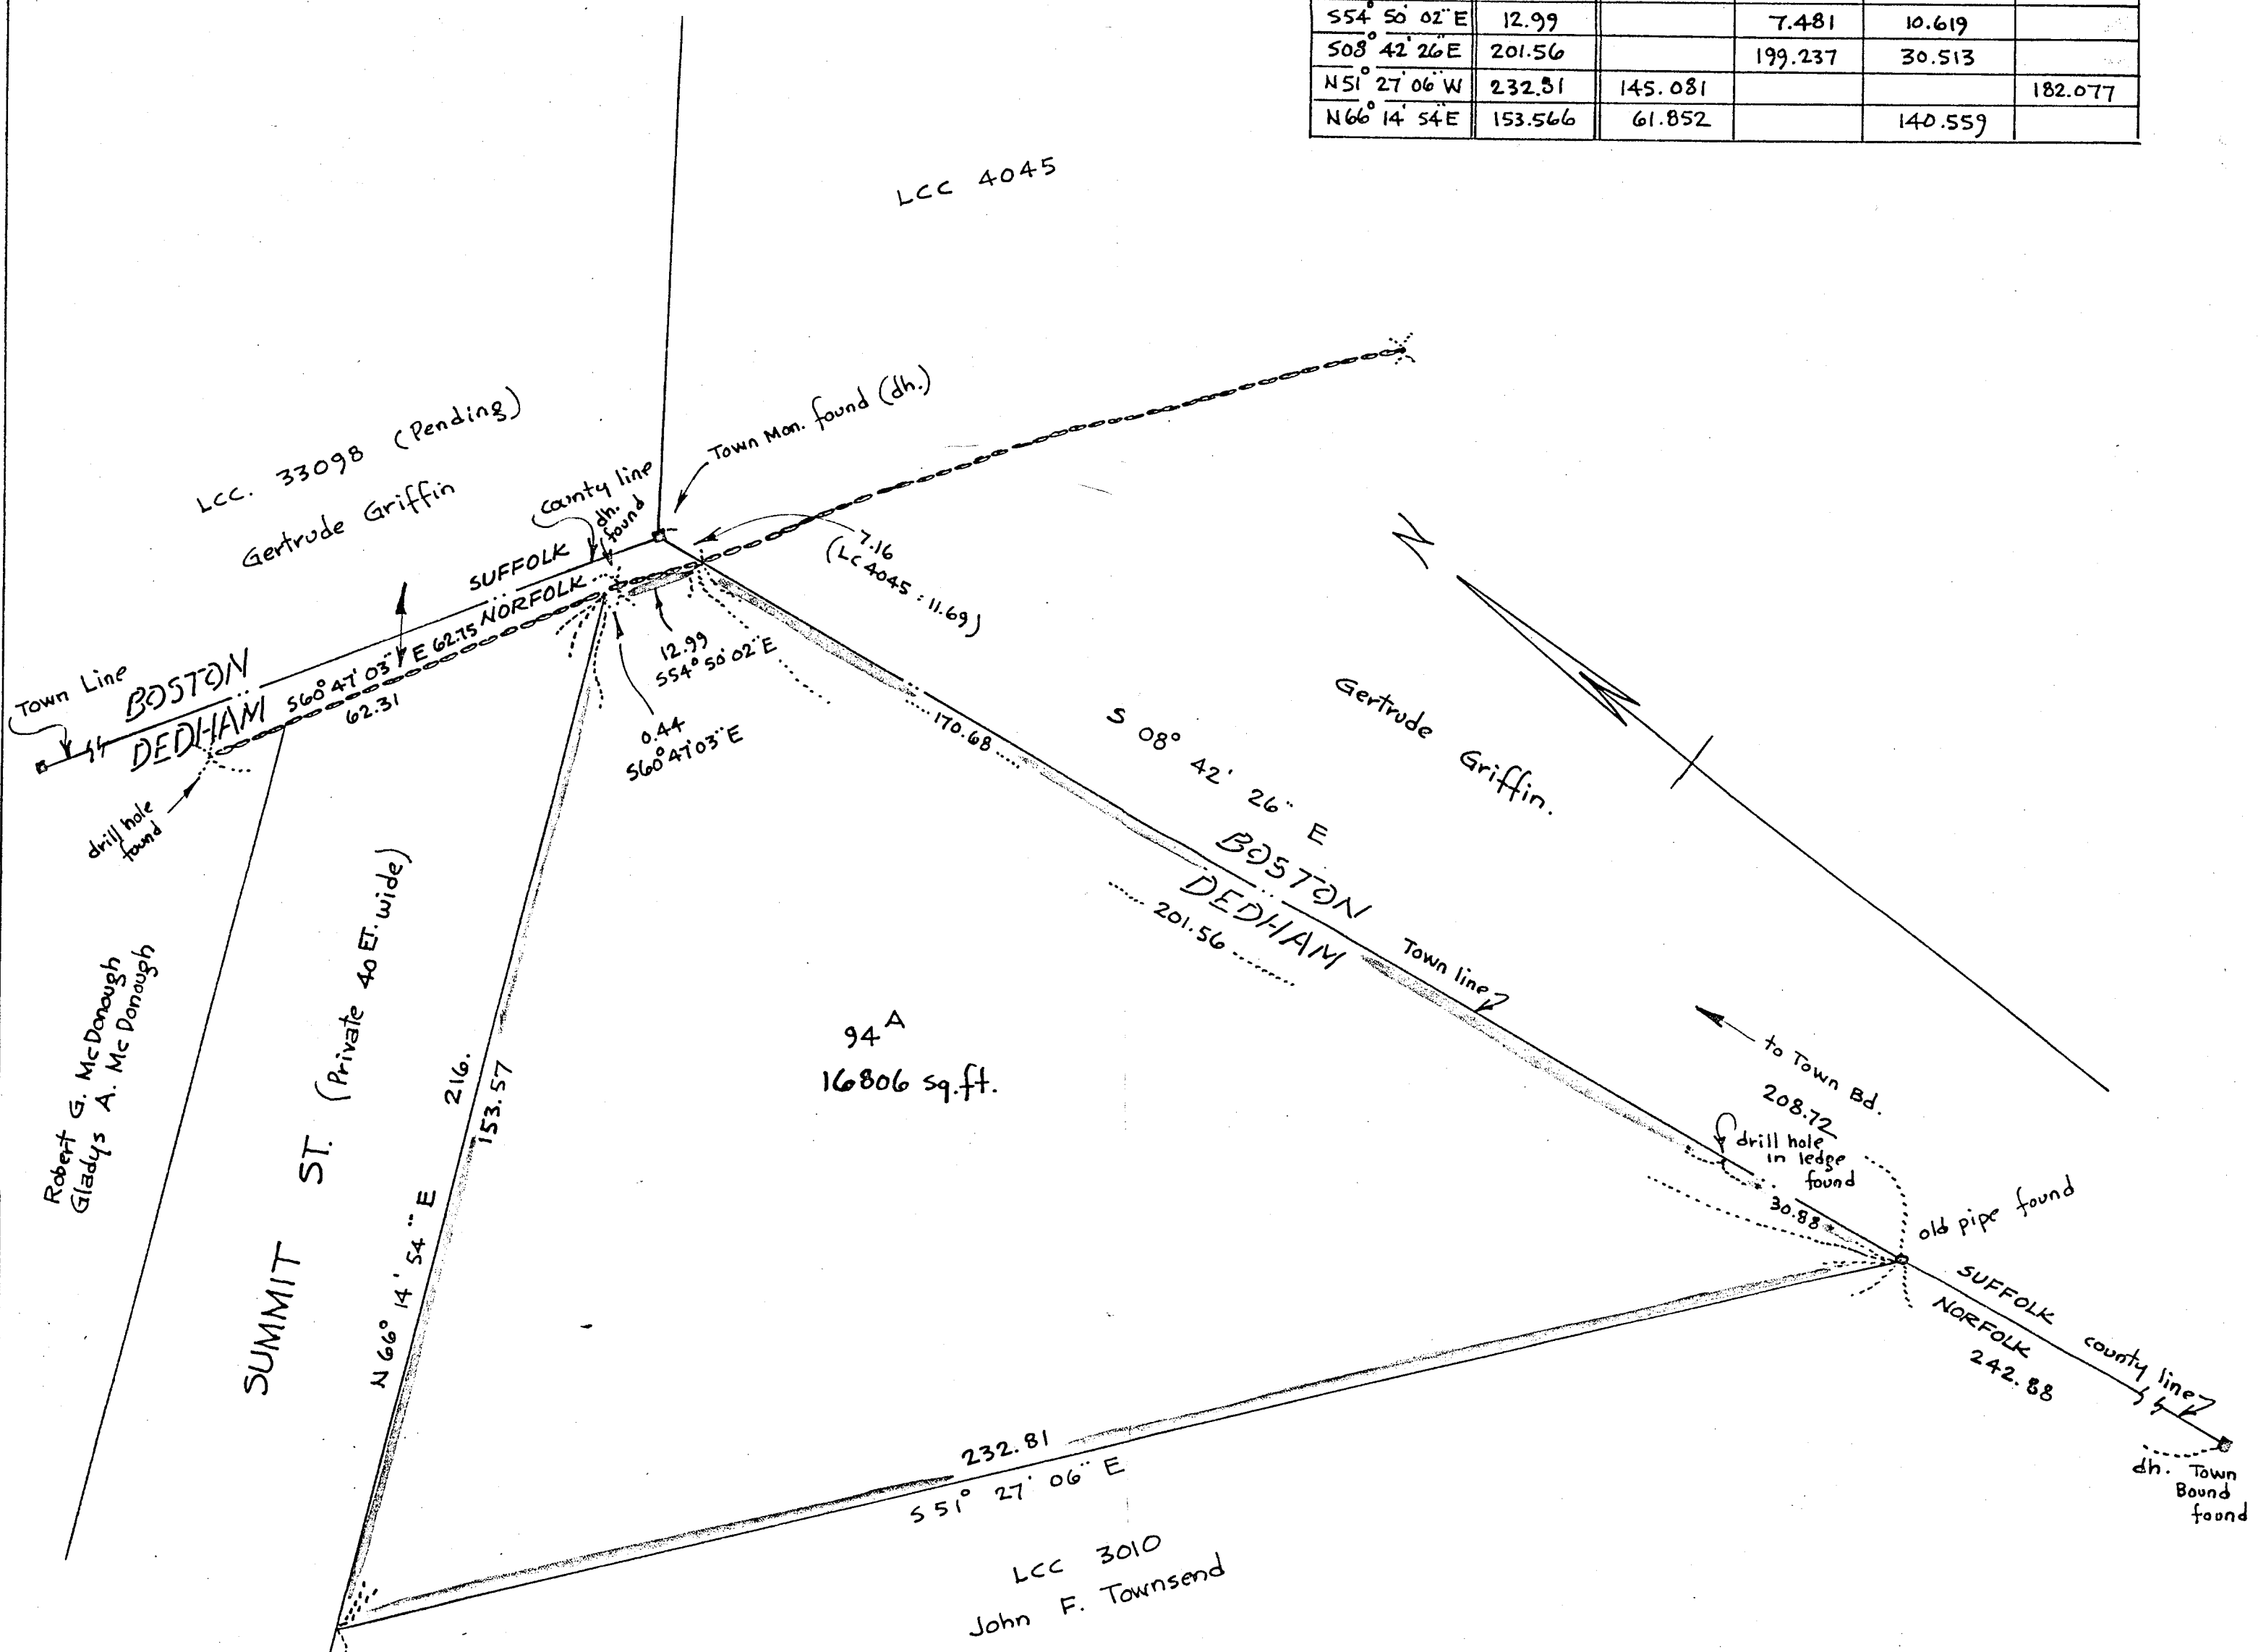 S54° 50' 02" E 12.99 7.481 10.619
S08° 42' 26" E 201.56 199.237 30.513
N51° 27' 06" W 232.81 145.081 182.077
N66° 14' 54" E 153.566 61.852 140.559
LCC 4045
LCC. 33098 (Pending)
Gertrude Griffin
Town Mon. found (dh.)
county line
dh.
found
SUFFOLK
NORFOLK
7.16
(LC 4045 : 11.69)
Town Line
BOSTON
DEDHAM
S60° 47' 03" E 62.75
62.31
12.99
S54° 50' 02" E
0.44
S60° 47' 03" E
drill hole
found
N
170.68
S 08° 42' 26" E
Gertrude Griffin.
BOSTON
DEDHAM
201.56
Town line
Robert G. McDonough
Gladys A. McDonough
SUMMIT ST. (Private 40 FT. wide)
216.
153.57
N 66° 14' 54" E
94 A
16806 sq.ft.
to Town Bd.
208.72
drill hole
in ledge
found
30.88
old pipe found
SUFFOLK
NORFOLK
county line
242.88
dh. Town
Bound
found
232.81
S 51° 27' 06" E
LCC 3010
John F. Townsend